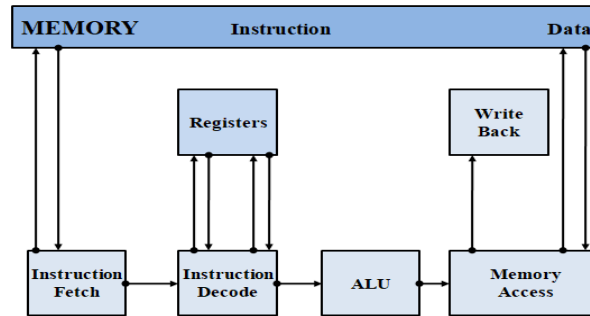 MEMORY Instruction Data
Registers
Write
Back
Instruction
Fetch
Instruction
Decode
ALU
Memory
Access